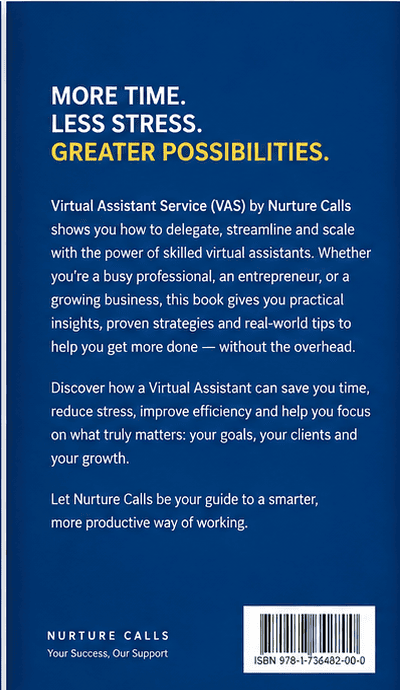 MORE TIME.
LESS STRESS.
GREATER POSSIBILITIES.
Virtual Assistant Service (VAS) by Nurture Calls
shows you how to delegate, streamline and scale
with the power of skilled virtual assistants. Whether
you're a busy professional, an entrepreneur, or a
growing business, this book gives you practical
insights, proven strategies and real-world tips to
help you get more done — without the overhead.
Discover how a Virtual Assistant can save you time,
reduce stress, improve efficiency and help you focus
on what truly matters: your goals, your clients and
your growth.
Let Nurture Calls be your guide to a smarter,
more productive way of working.
NURTURE CALLS
Your Success, Our Support
ISBN 978-1-736482-00-0